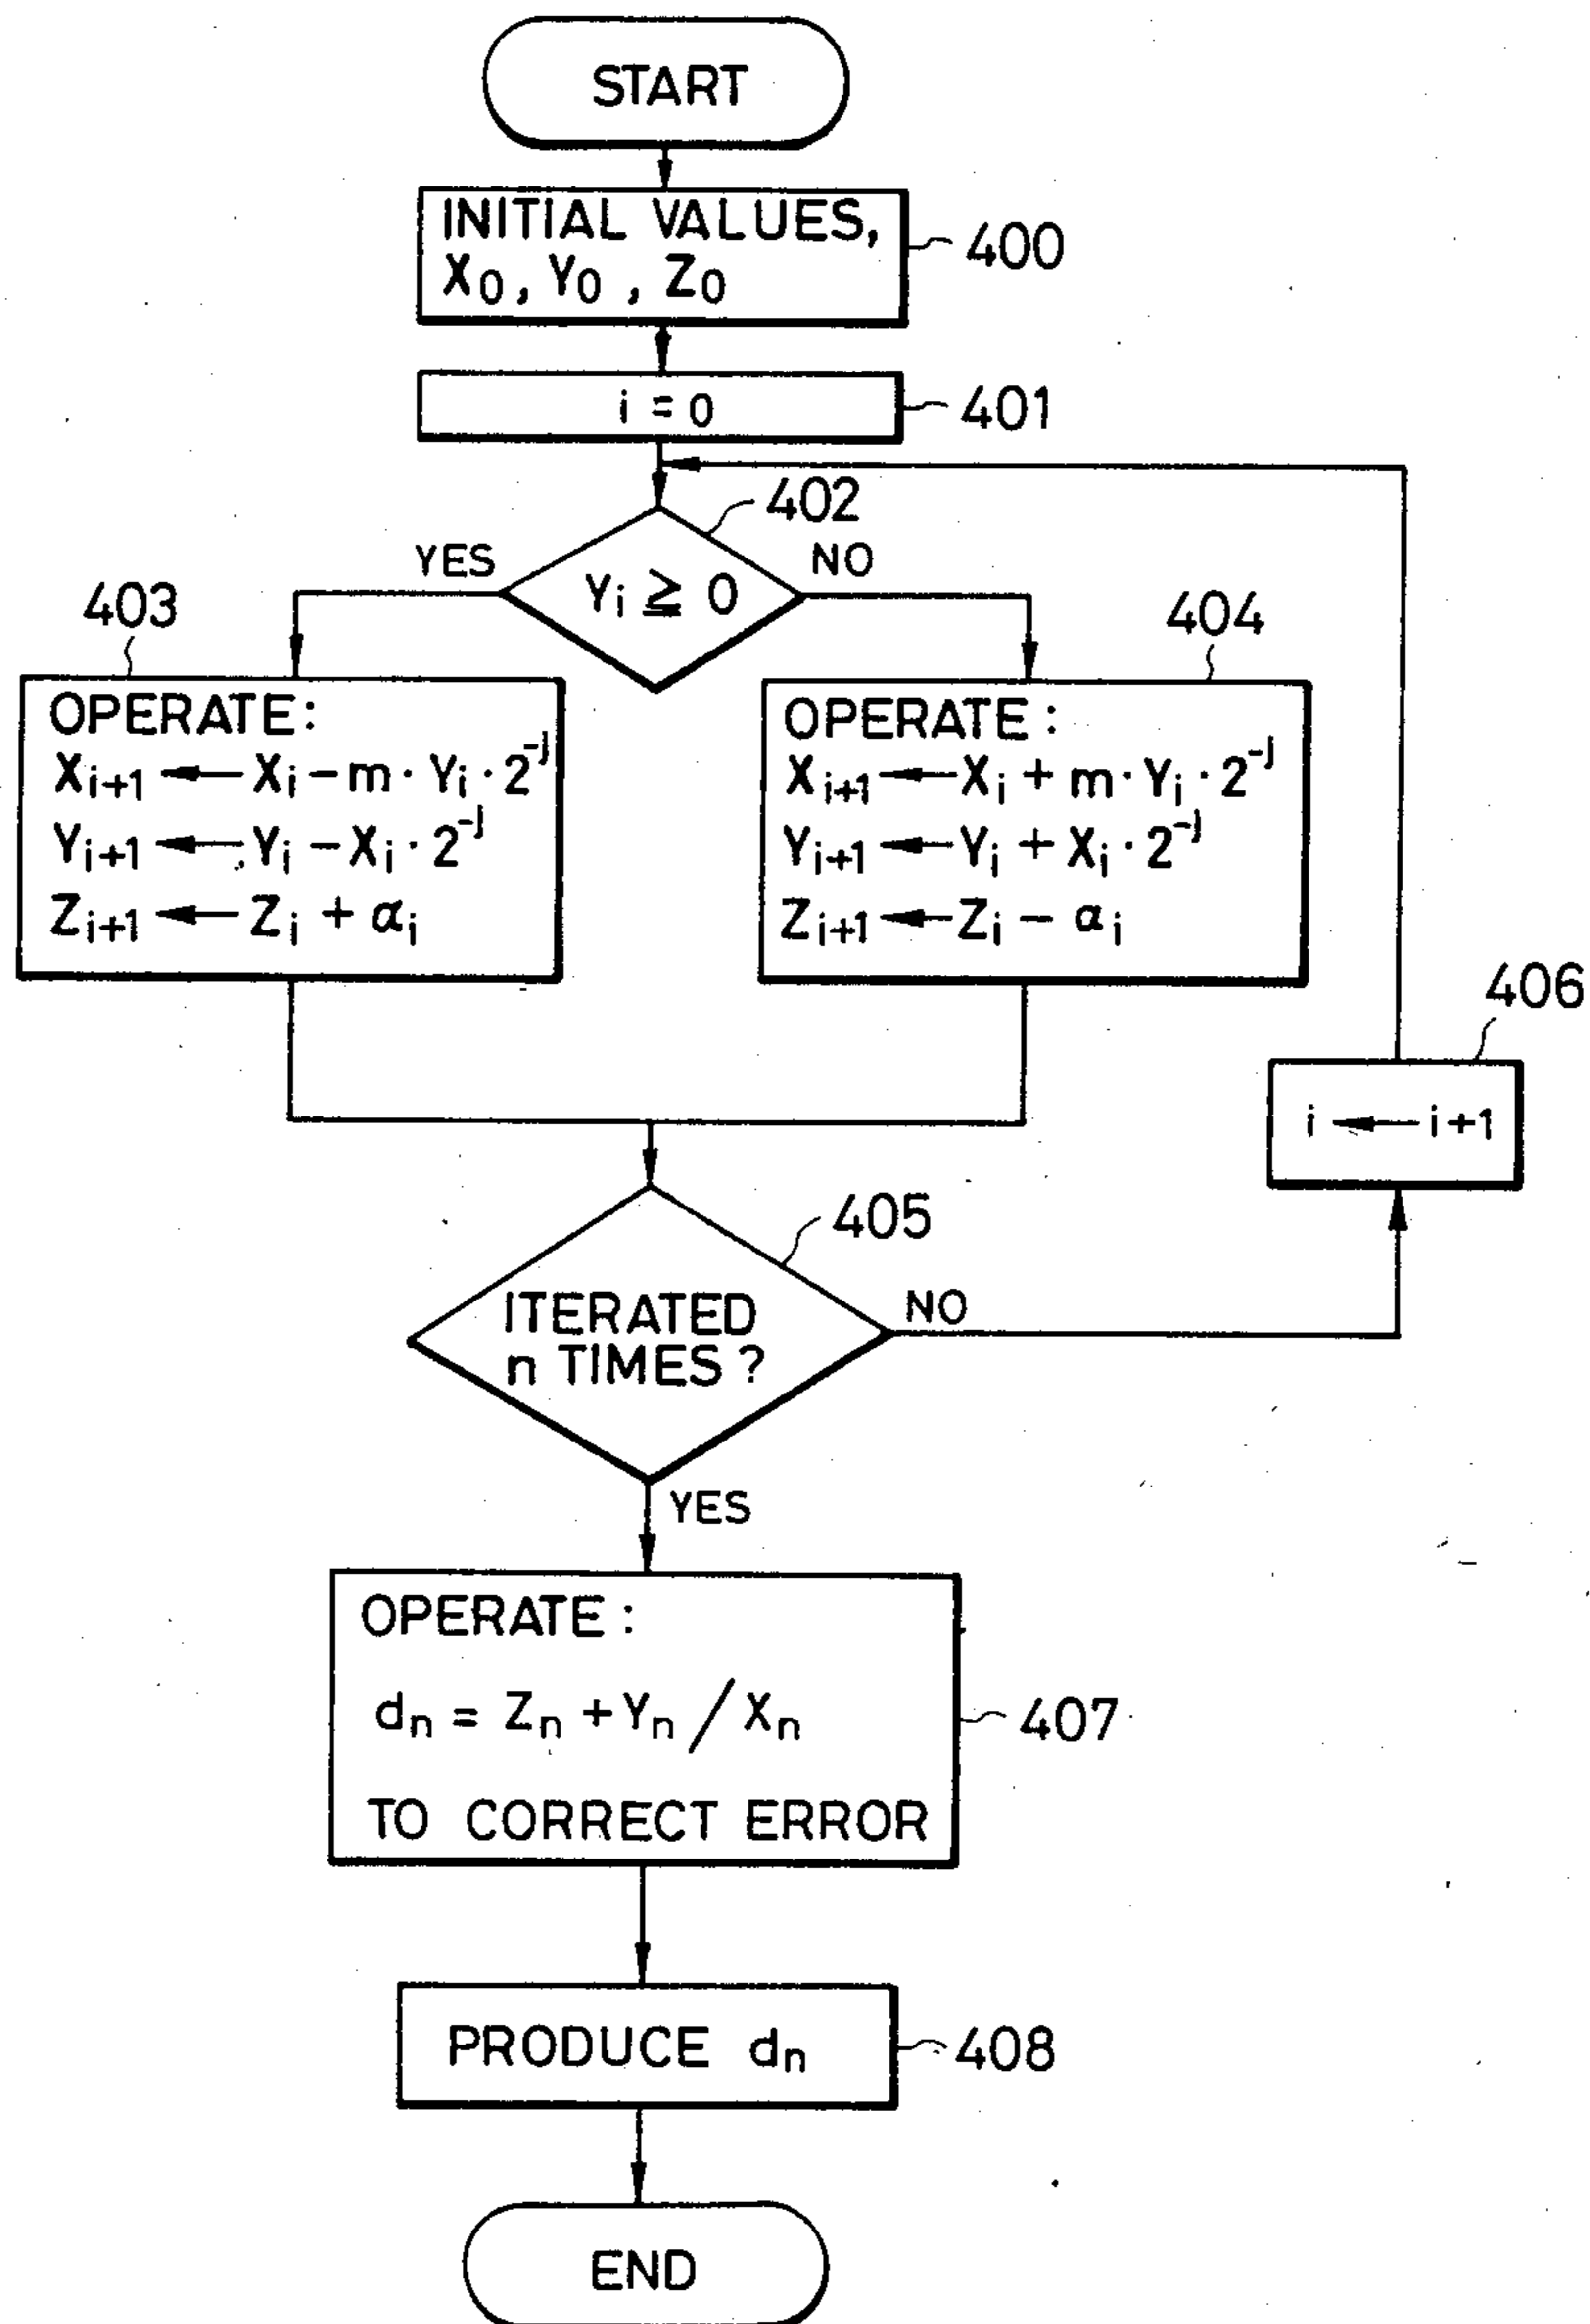 START
INITIAL VALUES,
X₀, Y₀, Z₀
400
i = 0
401
402
YES
NO
Yᵢ ≧ 0
403
OPERATE:
Xᵢ₊₁ ← Xᵢ − m · Yᵢ · 2⁻ʲ
Yᵢ₊₁ ← Yᵢ − Xᵢ · 2⁻ʲ
Zᵢ₊₁ ← Zᵢ + αᵢ
404
OPERATE:
Xᵢ₊₁ ← Xᵢ + m · Yᵢ · 2⁻ʲ
Yᵢ₊₁ ← Yᵢ + Xᵢ · 2⁻ʲ
Zᵢ₊₁ ← Zᵢ − αᵢ
406
i ← i+1
405
ITERATED
n TIMES ?
NO
YES
OPERATE:
dₙ = Zₙ + Yₙ / Xₙ
TO CORRECT ERROR
407
PRODUCE dₙ
408
END